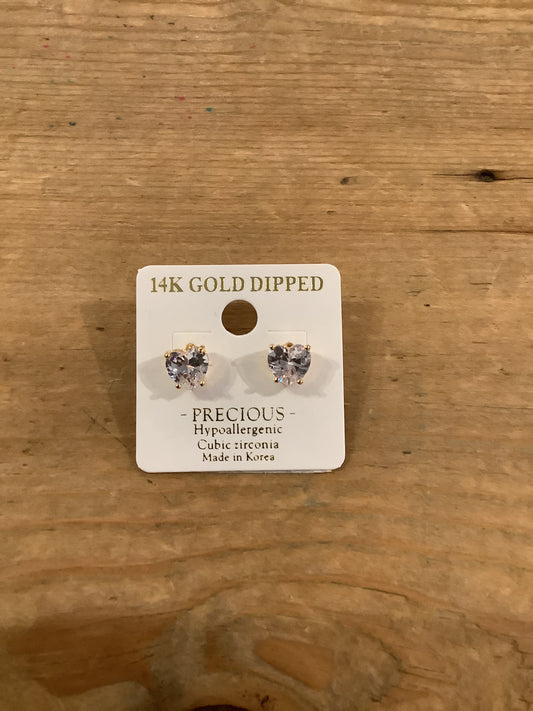 14K GOLD DIPPED
- PRECIOUS -
Hypoallergenic
Cubic zirconia
Made in Korea